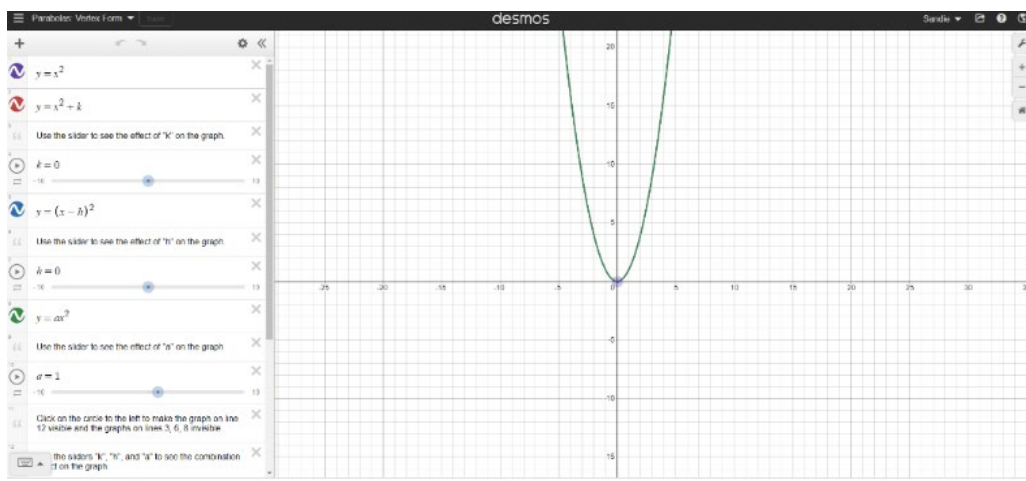 Parabolas: Vertex Form
desmos
Sandie
y = x²
y = x² + k
Use the slider to see the effect of "k" on the graph.
k = 0
-10
10
y = (x − h)²
Use the slider to see the effect of "h" on the graph.
h = 0
-10
10
y = ax²
Use the slider to see the effect of "a" on the graph
a = 1
-10
10
Click on the circle to the left to make the graph on line
12 visible and the graphs on lines 3, 6, 8 invisible
the sliders "k", "h", and "a" to see the combination
on the graph
20
15
10
5
-25
-20
-15
-10
-5
0
5
10
15
20
25
30
-5
-10
-15